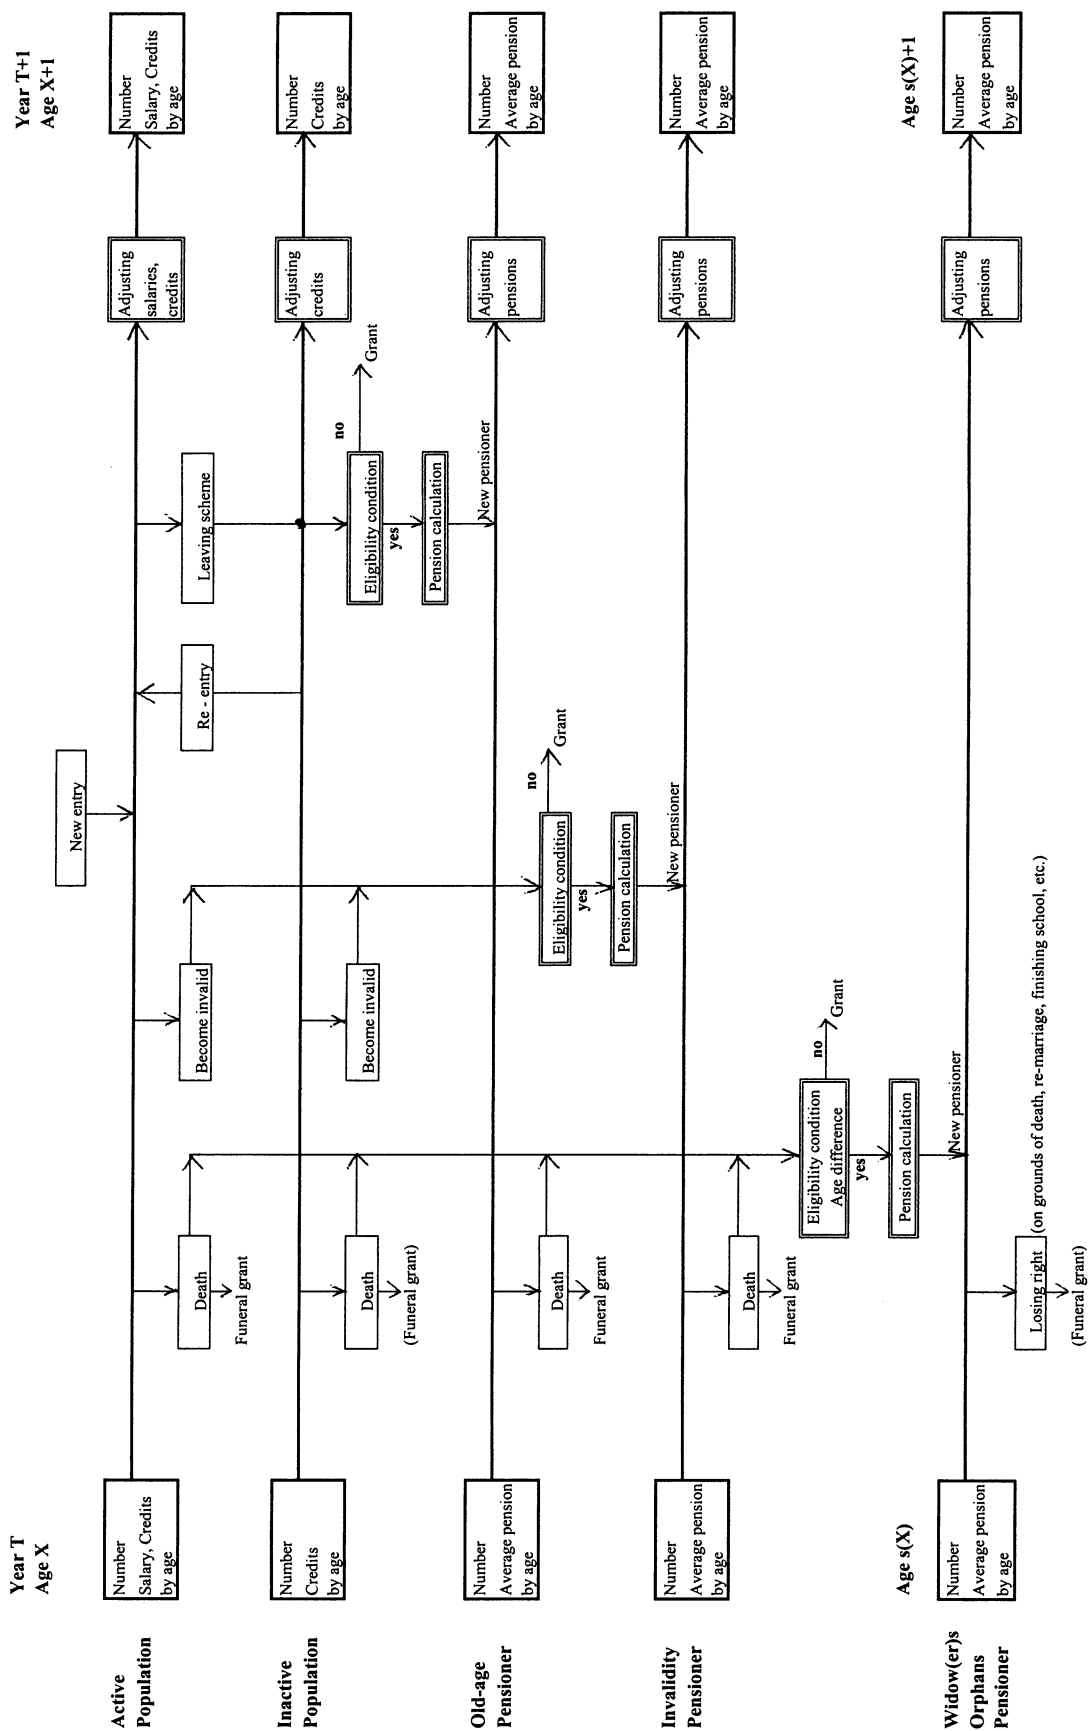 Year T
Age X
Year T+1
Age X+1
Active
Population
Number
Salary, Credits
by age
New entry
Death
Funeral grant
Become invalid
Re - entry
Leaving scheme
Adjusting
salaries,
credits
Number
Salary, Credits
by age
Inactive
Population
Number
Credits
by age
Death
(Funeral grant)
Become invalid
Eligibility condition
no
Grant
yes
Pension calculation
New pensioner
Adjusting
credits
Number
Credits
by age
Old-age
Pensioner
Number
Average pension
by age
Death
Funeral grant
Eligibility condition
no
Grant
yes
Pension calculation
New pensioner
Adjusting
pensions
Number
Average pension
by age
Invalidity
Pensioner
Number
Average pension
by age
Death
Funeral grant
Eligibility condition
Age difference
no
Grant
yes
Pension calculation
New pensioner
Adjusting
pensions
Number
Average pension
by age
Age s(X)
Age s(X)+1
Widow(er)s
Orphans
Pensioner
Number
Average pension
by age
Losing right
(on grounds of death, re-marriage, finishing school, etc.)
(Funeral grant)
Adjusting
pensions
Number
Average pension
by age